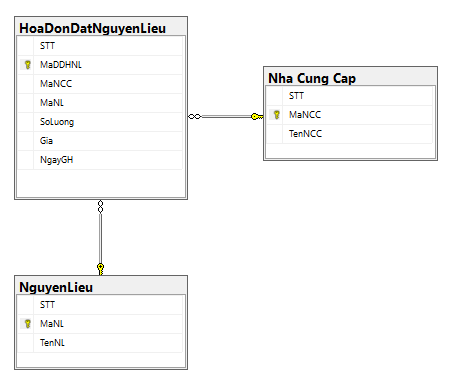 HoaDonDatNguyenLieu
STT
MaDDHNL
MaNCC
MaNL
SoLuong
Gia
NgayGH
Nha Cung Cap
STT
MaNCC
TenNCC
NguyenLieu
STT
MaNL
TenNL